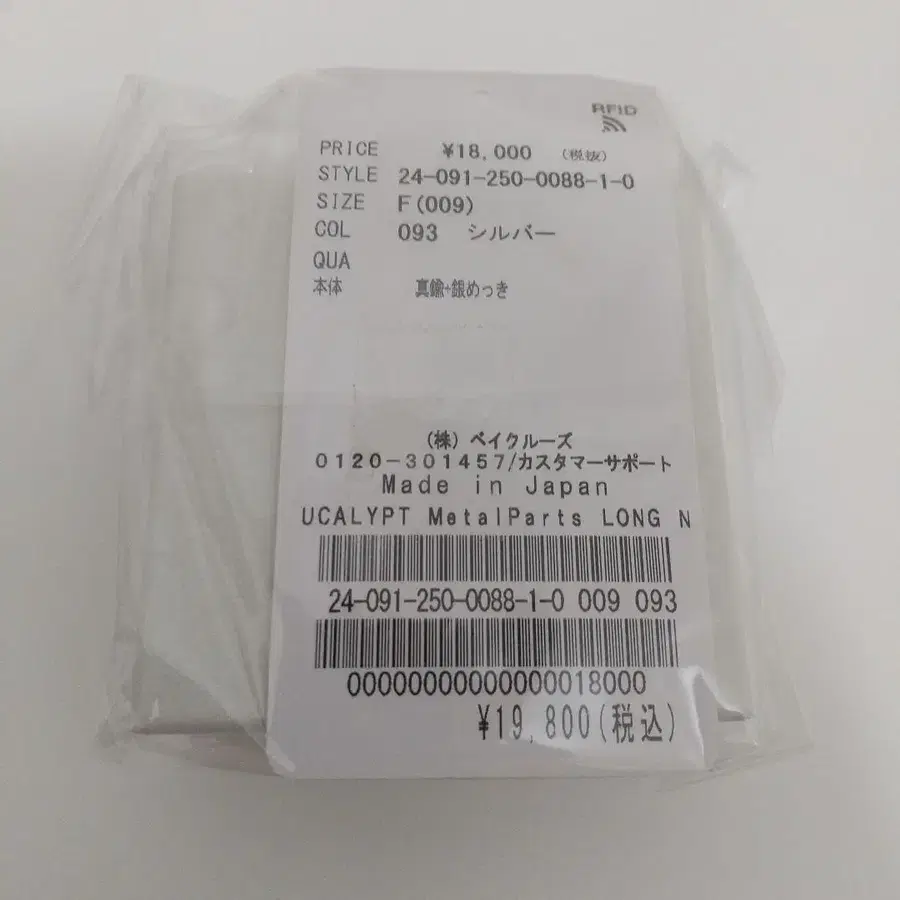 RFID
PRICE ¥18,000 (税抜)
STYLE 24-091-250-0088-1-0
SIZE F(009)
COL 093 シルバー
QUA
本体 真鍮+銀めっき
(株)ベイクルーズ
0120-301457/カスタマーサポート
Made in Japan
UCALYPT MetalParts LONG N
24-091-250-0088-1-0 009 093
00000000000000018000
¥19,800(税込)